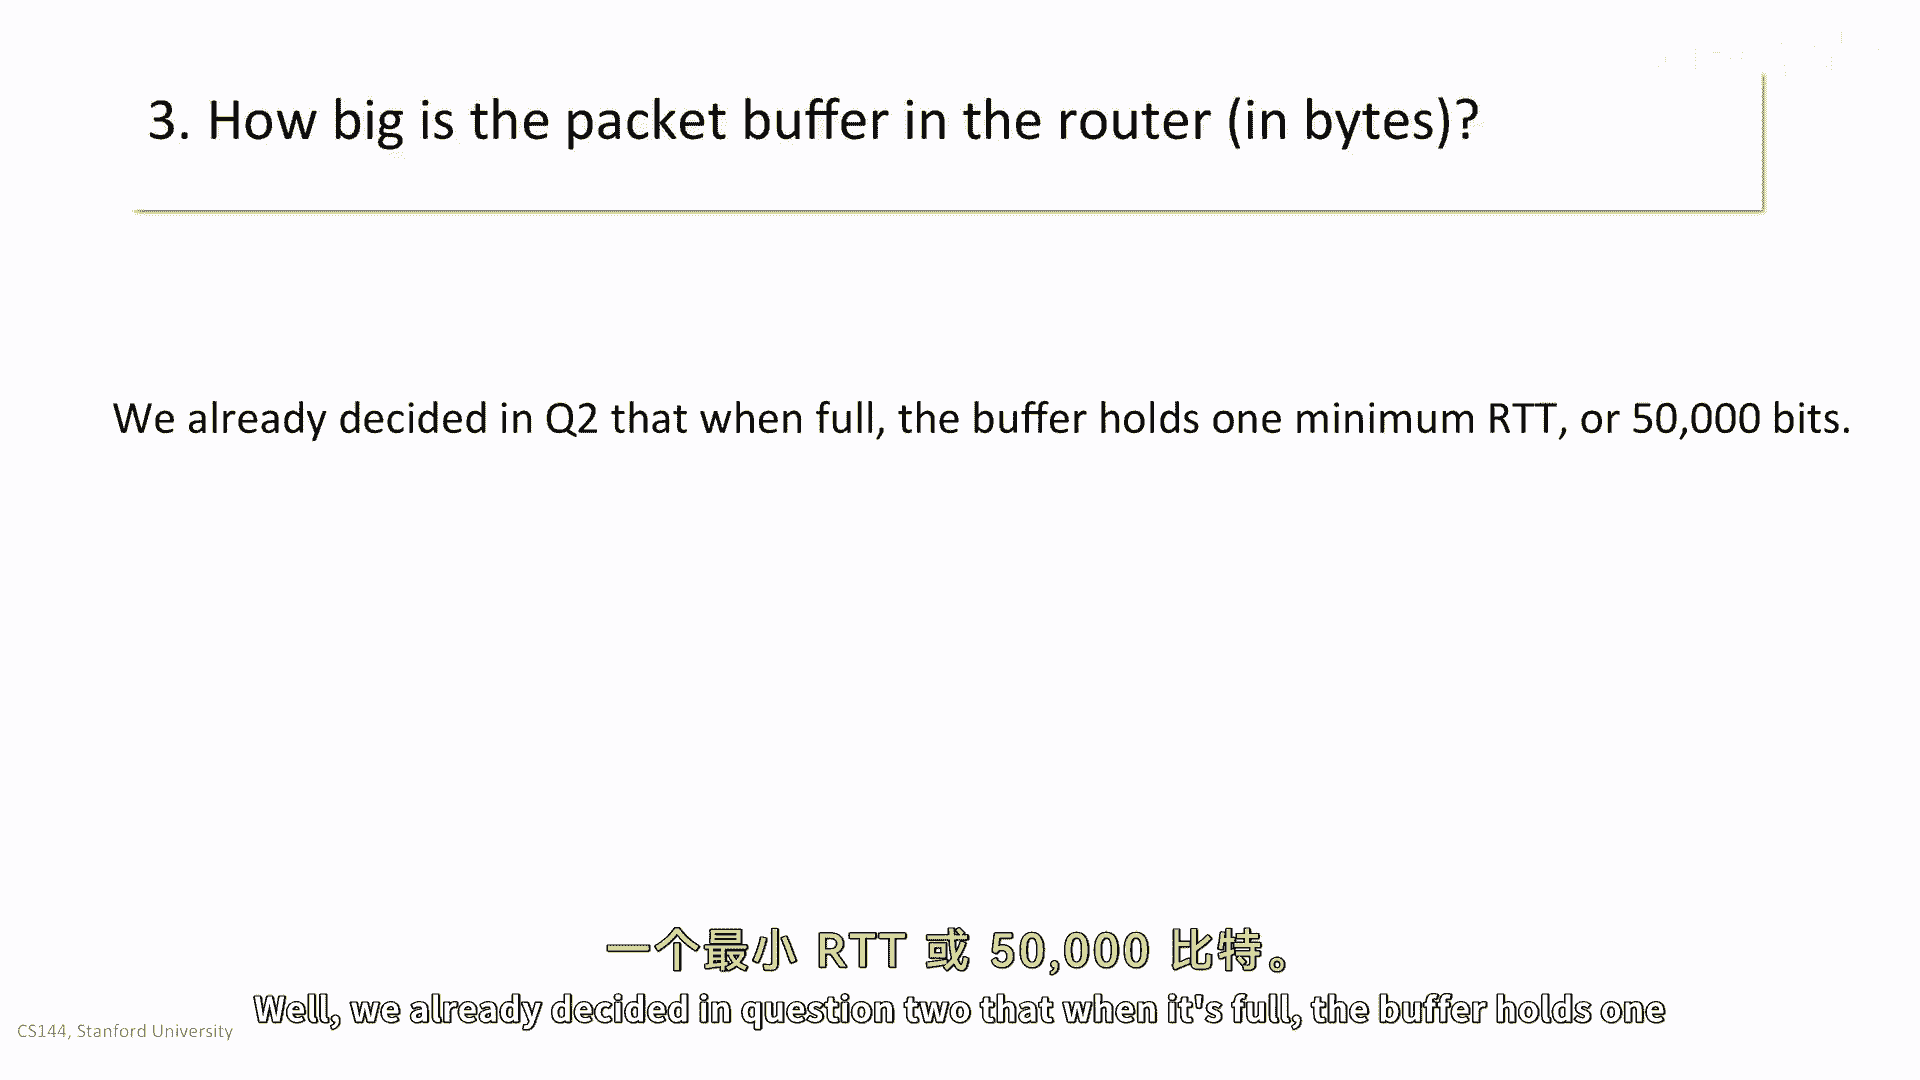 3. How big is the packet buffer in the router (in bytes)?
We already decided in Q2 that when full, the buffer holds one minimum RTT, or 50,000 bits.
一个最小 RTT 或 50,000 比特。
Well, we already decided in question two that when it's full, the buffer holds one
CS144, Stanford University